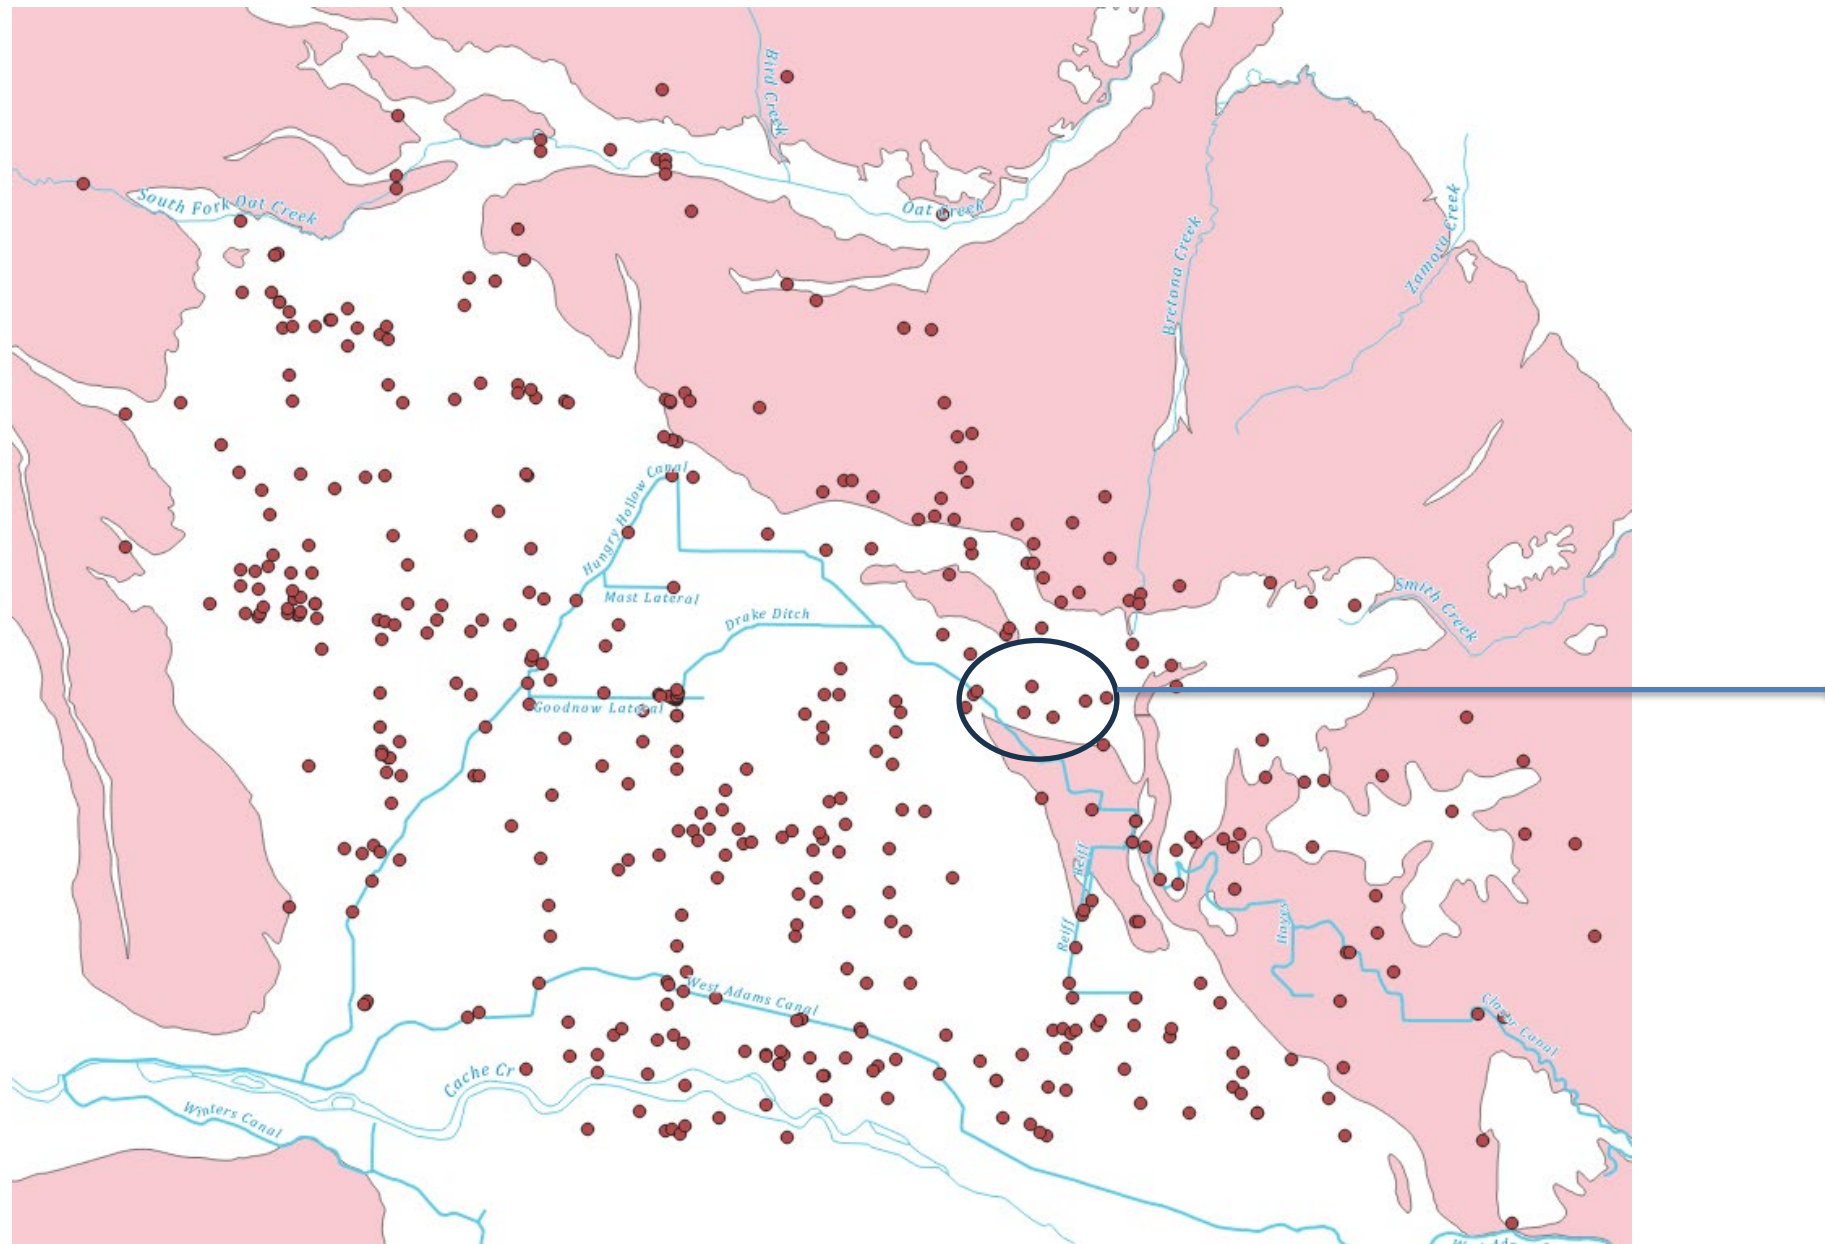 Bird Creek
South Fork Oat Creek
Oat Creek
Bretona Creek
Zamora Creek
Hungry Hollow Canal
Mast Lateral
Smith Creek
Drake Ditch
Goodnow Lateral
Reiff
Reiff
Hayes
West Adams Canal
Clover Canal
Cache Cr
Winters Canal